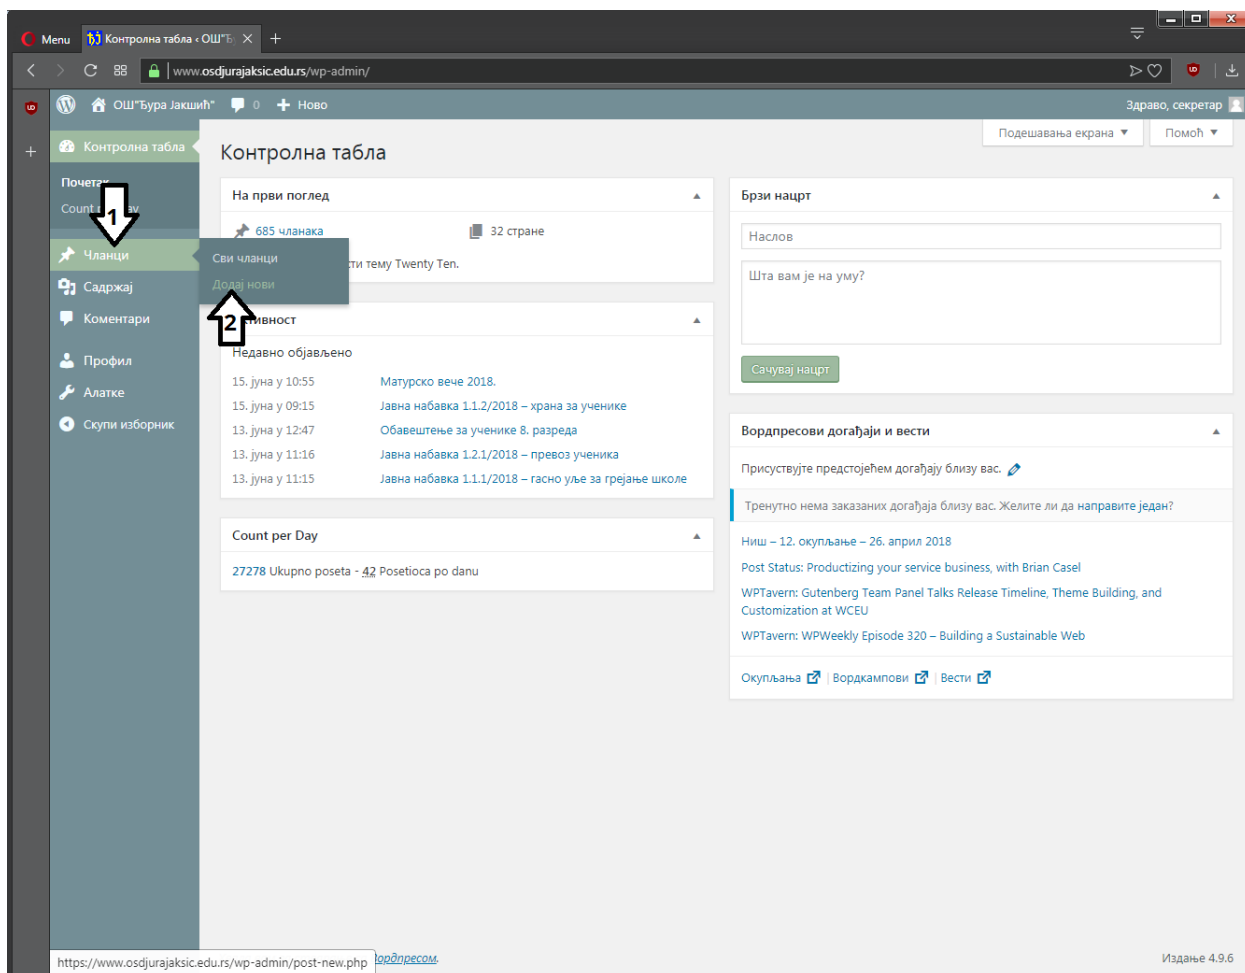 Menu
Контролна табла ‹ ОШ"Ђ
www.osdjurajaksic.edu.rs/wp-admin/
ОШ"Ђура Јакшић"
0
Ново
Здраво, секретар
Контролна табла
Почетак
Count per Day
Чланци
Садржај
Коментари
Профил
Алатке
Скупи изборник
1
Сви чланци
Додај нови
2
Подешавања екрана
Помоћ
Контролна табла
На први поглед
685 чланака
32 стране
тему Twenty Ten.
Недавно објављено
15. јуна у 10:55 Матурско вече 2018.
15. јуна у 09:15 Јавна набавка 1.1.2/2018 – храна за ученике
13. јуна у 12:47 Обавештење за ученике 8. разреда
13. јуна у 11:16 Јавна набавка 1.2.1/2018 – превоз ученика
13. јуна у 11:15 Јавна набавка 1.1.1/2018 – гасно уље за грејање школе
Count per Day
27278 Ukupno poseta - 42 Posetioca po danu
Брзи нацрт
Наслов
Шта вам је на уму?
Сачувај нацрт
Вордпресови догађаји и вести
Присуствујте предстојећем догађају близу вас.
Тренутно нема заказаних догађаја близу вас. Желите ли да направите један?
Ниш – 12. окупљање – 26. април 2018
Post Status: Productizing your service business, with Brian Casel
WPTavern: Gutenberg Team Panel Talks Release Timeline, Theme Building, and
Customization at WCEU
WPTavern: WPWeekly Episode 320 – Building a Sustainable Web
Окупљања | Вордкампови | Вести
https://www.osdjurajaksic.edu.rs/wp-admin/post-new.php
Вордпресом.
Издање 4.9.6